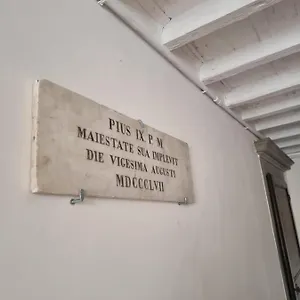 PIUS IX P. M.
MAIESTATE SUA IMPLEVIT
DIE VIGESIMA AUGUSTI
MDCCCLVII